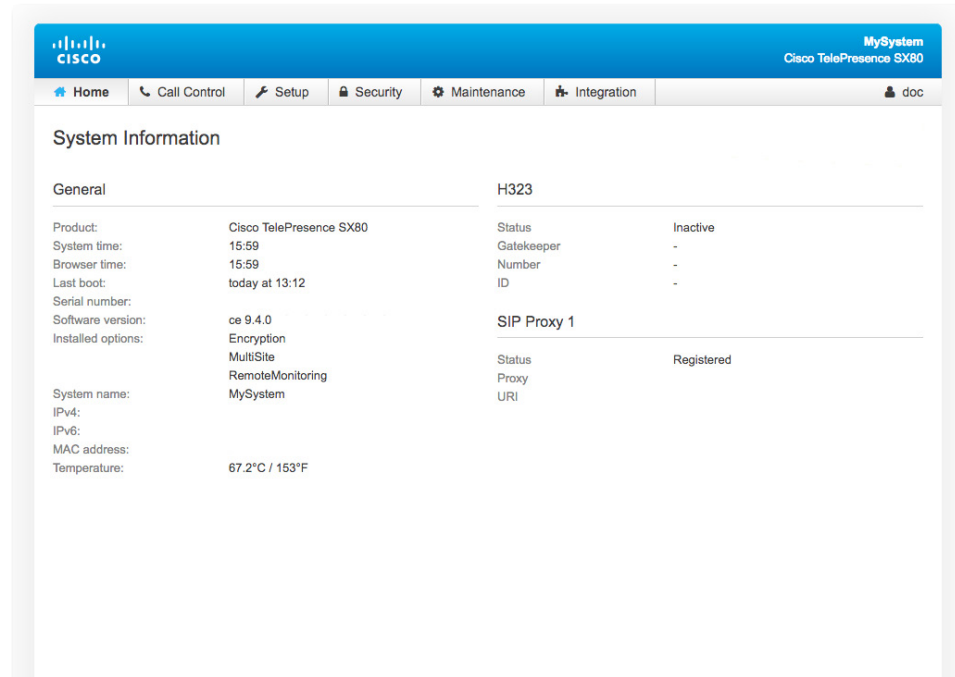 CISCO
MySystem
Cisco TelePresence SX80
Home
Call Control
Setup
Security
Maintenance
Integration
doc
System Information
General
Product: Cisco TelePresence SX80
System time: 15:59
Browser time: 15:59
Last boot: today at 13:12
Serial number:
Software version: ce 9.4.0
Installed options: Encryption
MultiSite
RemoteMonitoring
System name: MySystem
IPv4:
IPv6:
MAC address:
Temperature: 67.2°C / 153°F
H323
Status Inactive
Gatekeeper -
Number -
ID -
SIP Proxy 1
Status Registered
Proxy
URI